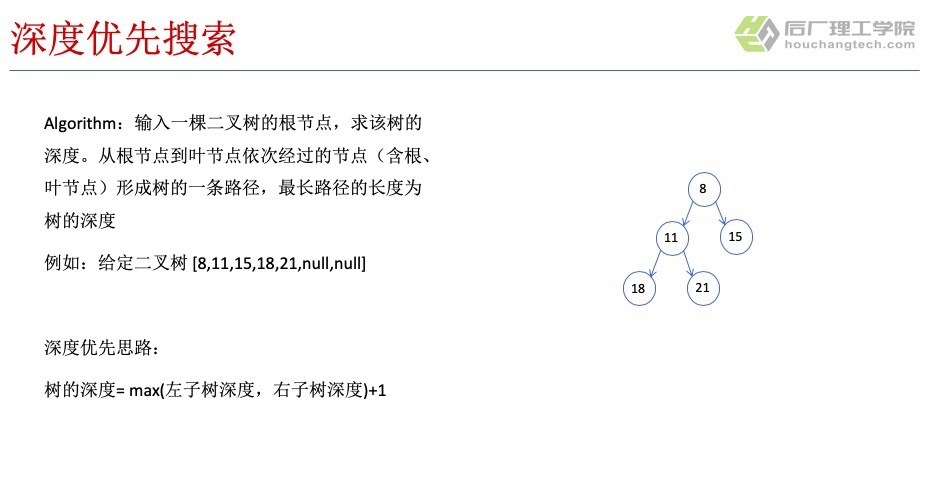 深度优先搜索
后厂理工学院
houchangtech.com
Algorithm：输入一棵二叉树的根节点，求该树的
深度。从根节点到叶节点依次经过的节点（含根、
叶节点）形成树的一条路径，最长路径的长度为
树的深度
例如：给定二叉树 [8,11,15,18,21,null,null]
深度优先思路：
树的深度= max(左子树深度，右子树深度)+1
8
11
15
18
21